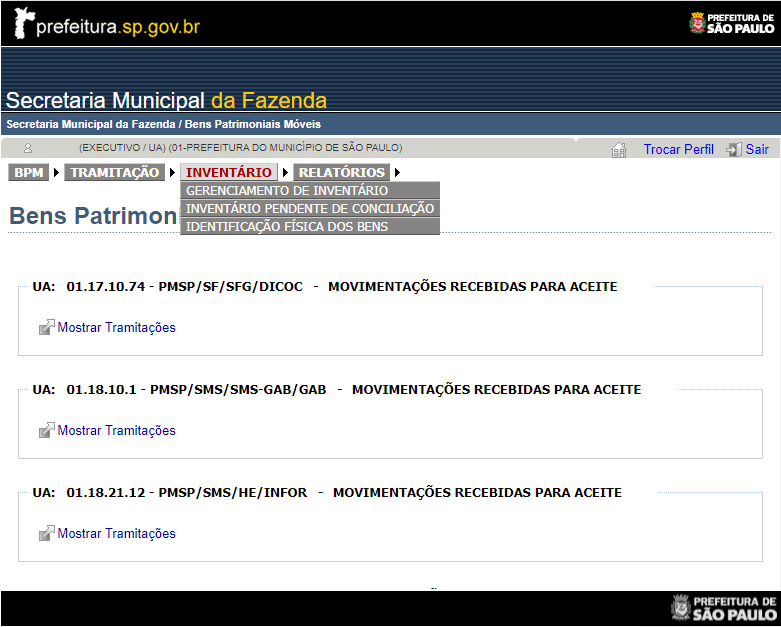 prefeitura.sp.gov.br
PREFEITURA DE
SÃO PAULO
Secretaria Municipal da Fazenda
Secretaria Municipal da Fazenda / Bens Patrimoniais Móveis
(EXECUTIVO / UA) (01-PREFEITURA DO MUNICÍPIO DE SÃO PAULO)
Trocar Perfil
Sair
BPM
TRAMITAÇÃO
INVENTÁRIO
RELATÓRIOS
GERENCIAMENTO DE INVENTÁRIO
INVENTÁRIO PENDENTE DE CONCILIAÇÃO
IDENTIFICAÇÃO FÍSICA DOS BENS
Bens Patrimoni
UA: 01.17.10.74 - PMSP/SF/SFG/DICOC - MOVIMENTAÇÕES RECEBIDAS PARA ACEITE
Mostrar Tramitações
UA: 01.18.10.1 - PMSP/SMS/SMS-GAB/GAB - MOVIMENTAÇÕES RECEBIDAS PARA ACEITE
Mostrar Tramitações
UA: 01.18.21.12 - PMSP/SMS/HE/INFOR - MOVIMENTAÇÕES RECEBIDAS PARA ACEITE
Mostrar Tramitações
PREFEITURA DE
SÃO PAULO